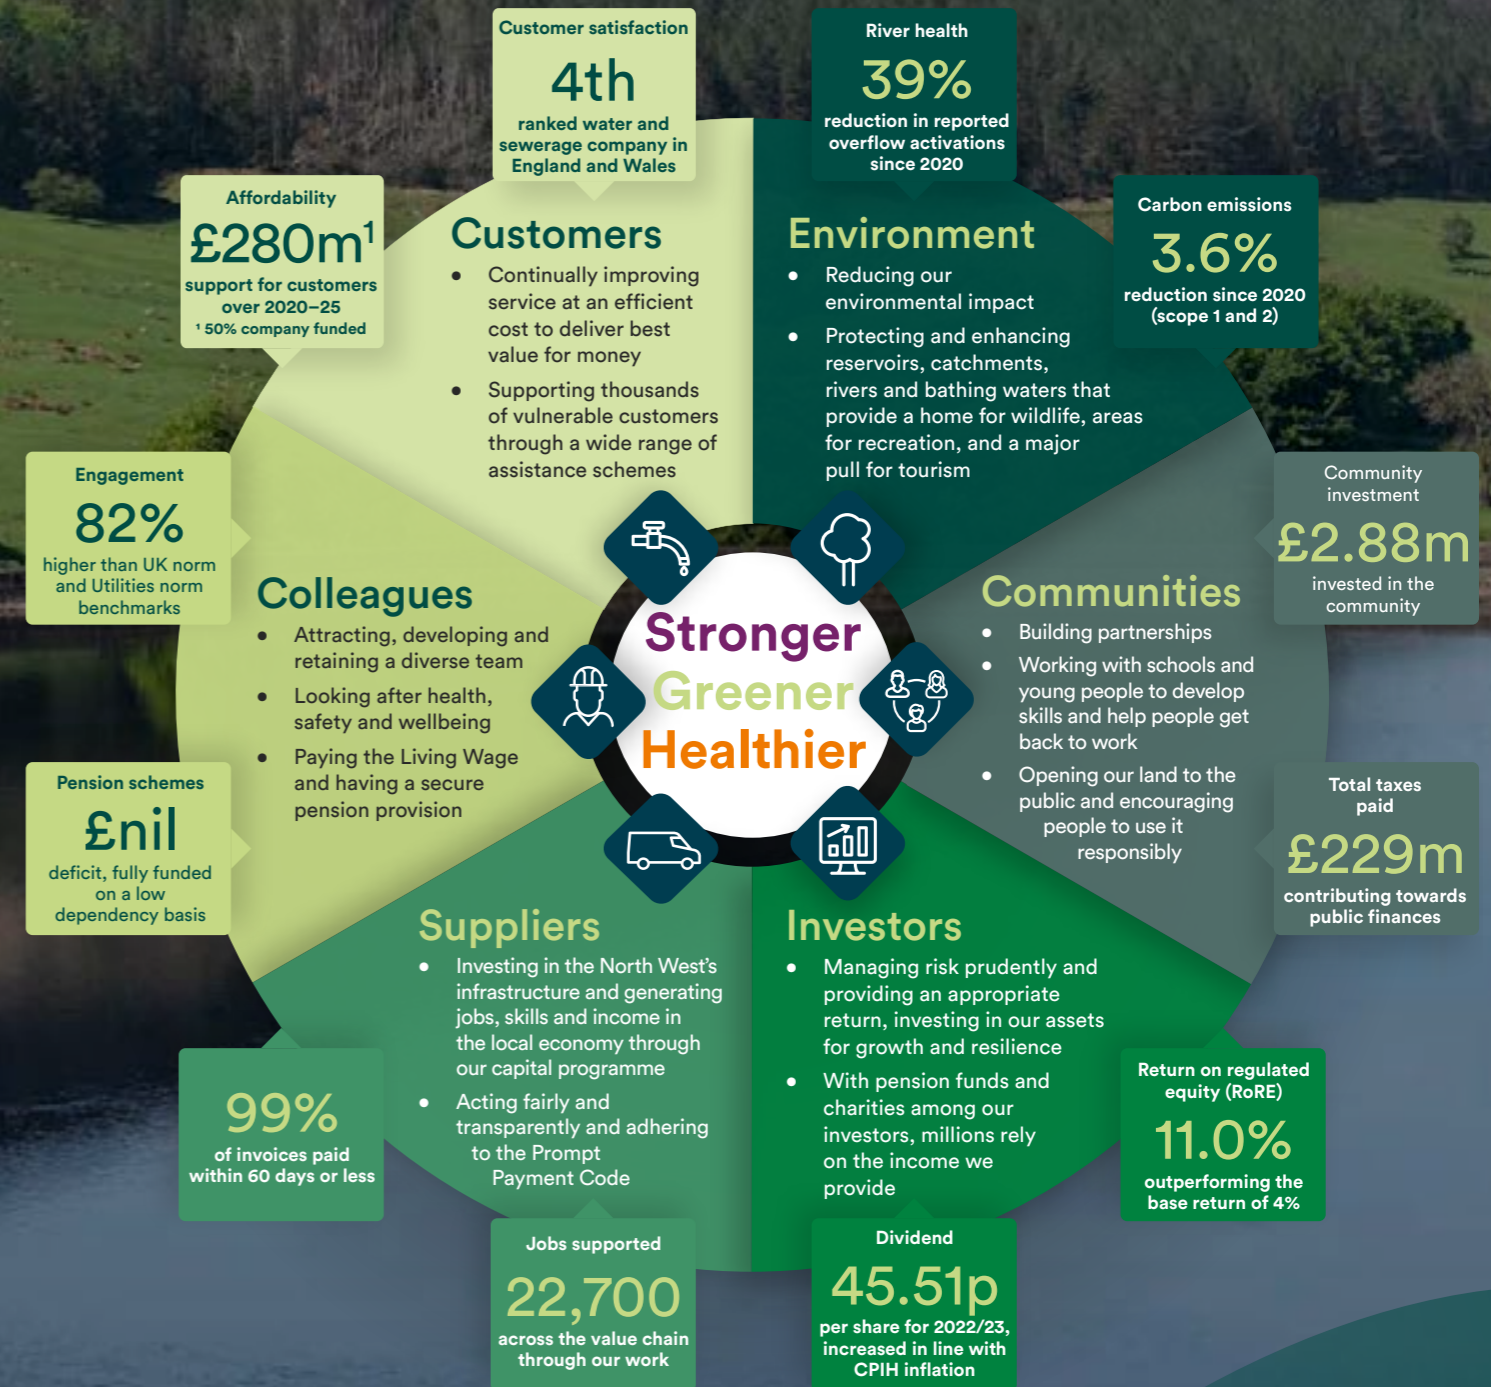 Customer satisfaction
4th
ranked water and
sewerage company in
England and Wales
River health
39%
reduction in reported
overflow activations
since 2020
Affordability
£280m¹
support for customers
over 2020–25
¹ 50% company funded
Carbon emissions
3.6%
reduction since 2020
(scope 1 and 2)
Customers
• Continually improving
service at an efficient
cost to deliver best
value for money
• Supporting thousands
of vulnerable customers
through a wide range of
assistance schemes
Environment
• Reducing our
environmental impact
• Protecting and enhancing
reservoirs, catchments,
rivers and bathing waters that
provide a home for wildlife, areas
for recreation, and a major
pull for tourism
Engagement
82%
higher than UK norm
and Utilities norm
benchmarks
Community
investment
£2.88m
invested in the
community
Colleagues
• Attracting, developing and
retaining a diverse team
• Looking after health,
safety and wellbeing
• Paying the Living Wage
and having a secure
pension provision
Stronger
Greener
Healthier
Communities
• Building partnerships
• Working with schools and
young people to develop
skills and help people get
back to work
• Opening our land to the
public and encouraging
people to use it
responsibly
Pension schemes
£nil
deficit, fully funded
on a low
dependency basis
Total taxes
paid
£229m
contributing towards
public finances
Suppliers
• Investing in the North West’s
infrastructure and generating
jobs, skills and income in
the local economy through
our capital programme
• Acting fairly and
transparently and adhering
to the Prompt
Payment Code
Investors
• Managing risk prudently and
providing an appropriate
return, investing in our assets
for growth and resilience
• With pension funds and
charities among our
investors, millions rely
on the income we
provide
99%
of invoices paid
within 60 days or less
Return on regulated
equity (RoRE)
11.0%
outperforming the
base return of 4%
Jobs supported
22,700
across the value chain
through our work
Dividend
45.51p
per share for 2022/23,
increased in line with
CPIH inflation